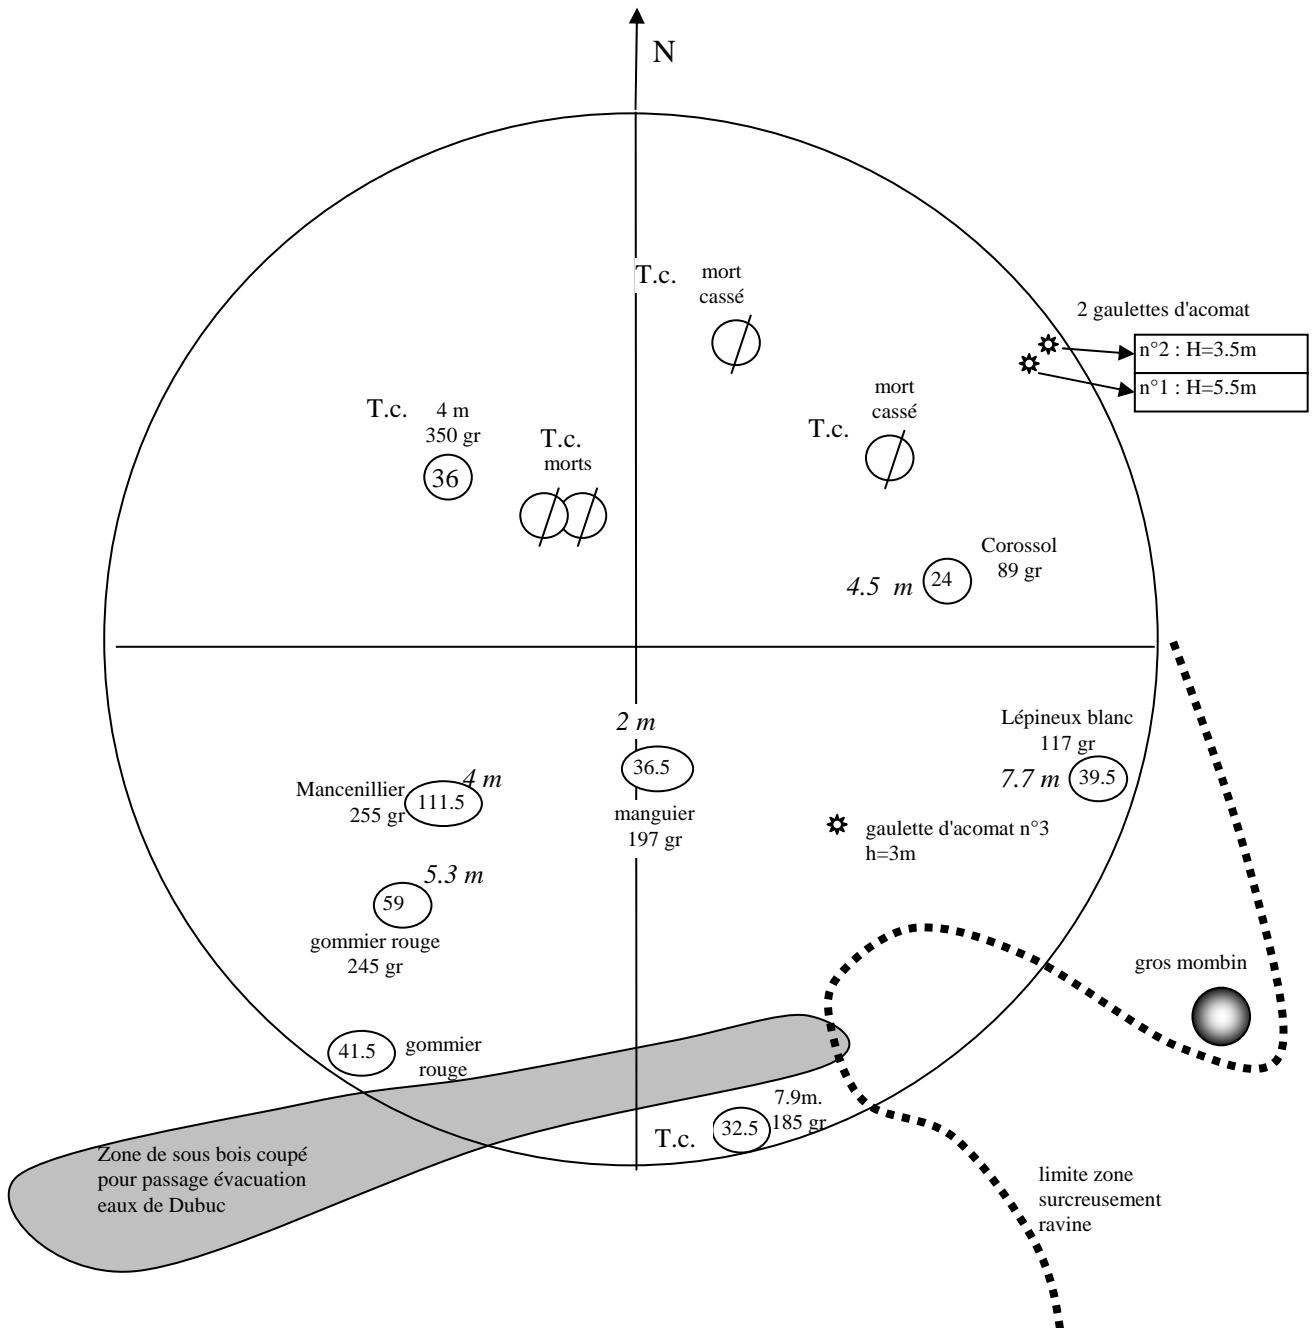 N
T.c.
mort
cassé
2 gaulettes d'acomat
n°2 : H=3.5m
n°1 : H=5.5m
mort
cassé
T.c.
T.c.
4 m
350 gr
36
T.c.
morts
Corossol
89 gr
4.5 m
24
Lépineux blanc
117 gr
7.7 m
39.5
2 m
36.5
manguier
197 gr
4 m
Mancenillier
255 gr
111.5
gaulette d'acomat n°3
h=3m
5.3 m
59
gommier rouge
245 gr
gros mombin
41.5
gommier
rouge
7.9m.
185 gr
32.5
T.c.
Zone de sous bois coupé
pour passage évacuation
eaux de Dubuc
limite zone
surcreusement
ravine